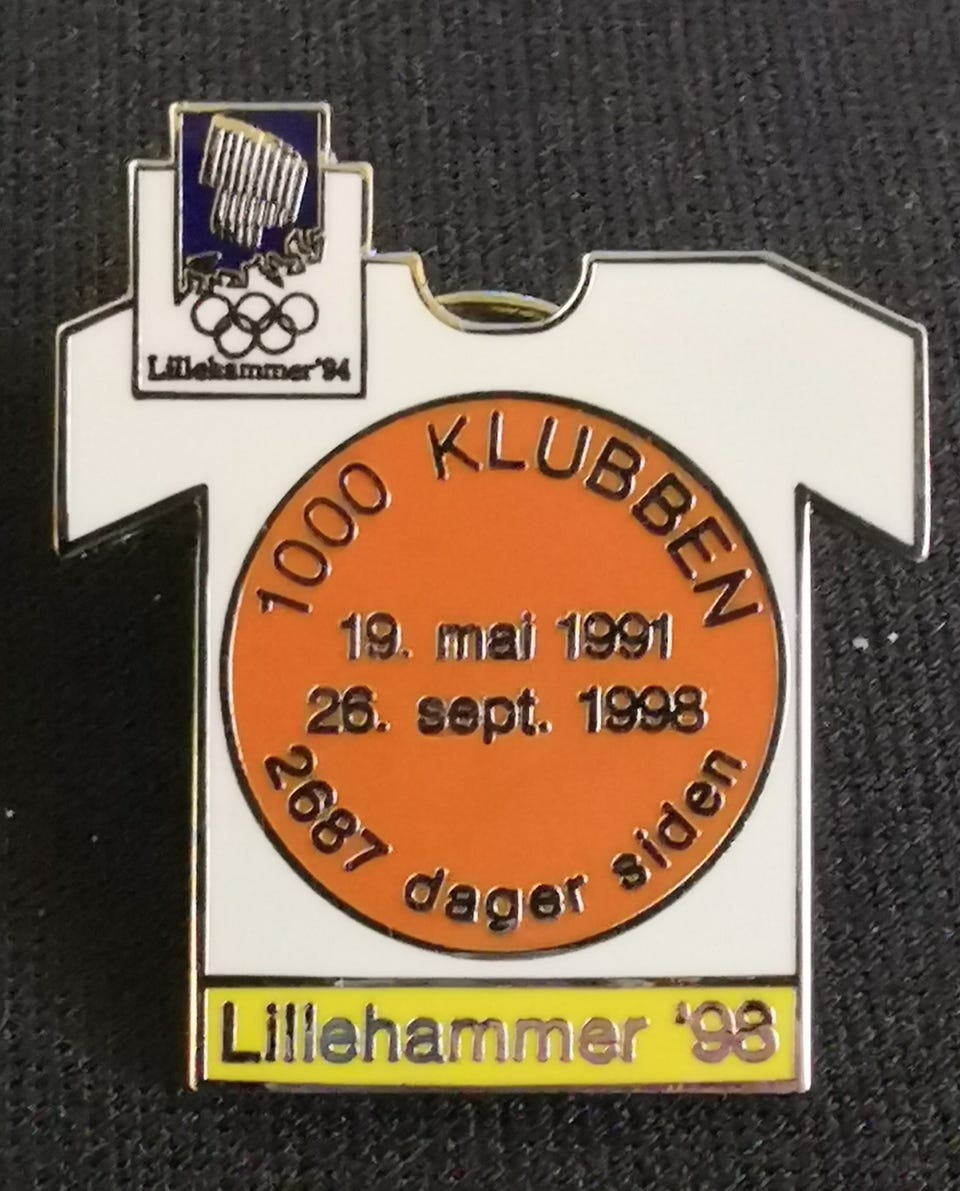 Lillehammer'94
1000 KLUBBEN
19. mai 1991
26. sept. 1998
2687 dager siden
Lillehammer '98